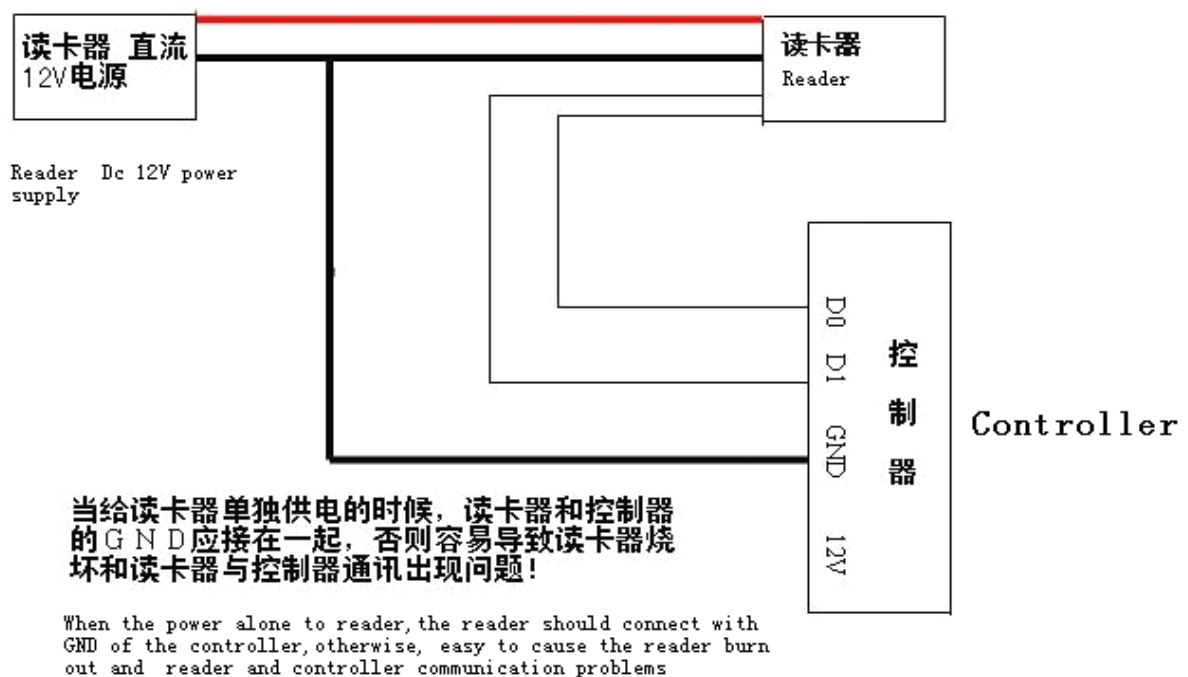 读卡器 直流
12V电源
读卡器
Reader
Reader Dc 12V power
supply
D0
D1
GND
12V
控
制
器
Controller
当给读卡器单独供电的时候，读卡器和控制器
的GND应接在一起，否则容易导致读卡器烧
坏和读卡器与控制器通讯出现问题！
When the power alone to reader,the reader should connect with
GND of the controller,otherwise, easy to cause the reader burn
out and reader and controller communication problems